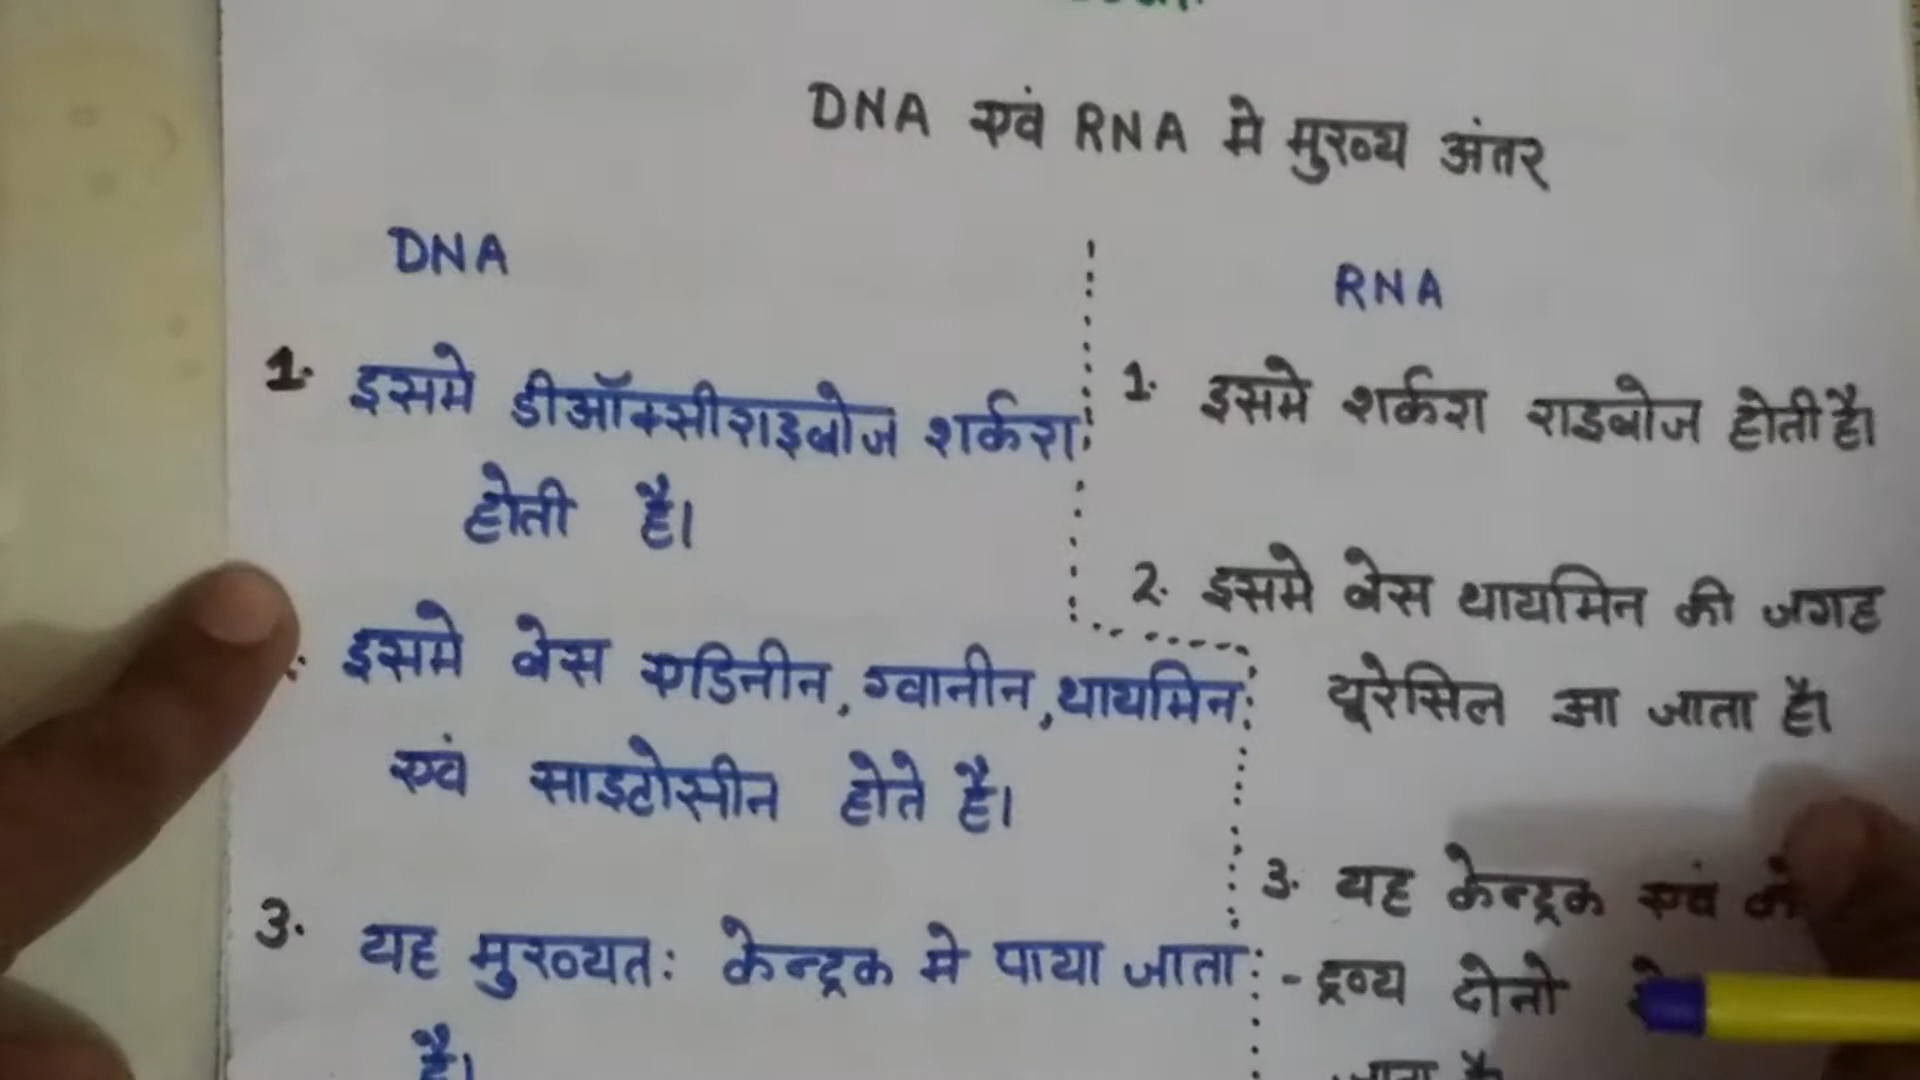 DNA एवं RNA मे मुख्य अंतर
DNA
1. इसमे डीऑक्सीराइबोज शर्करा
होती है।
इसमे बेस एडिनीन, ग्वानीन, थायमिन
एवं साइटोसीन होते है।
3. यह मुख्यतः केन्द्रक मे पाया जाता
है।
RNA
1. इसमे शर्करा राइबोज होती है।
2. इसमे बेस थायमिन की जगह
यूरेसिल आ जाता है।
3. यह केन्द्रक एवं
-द्रव्य दोनो
जाता है